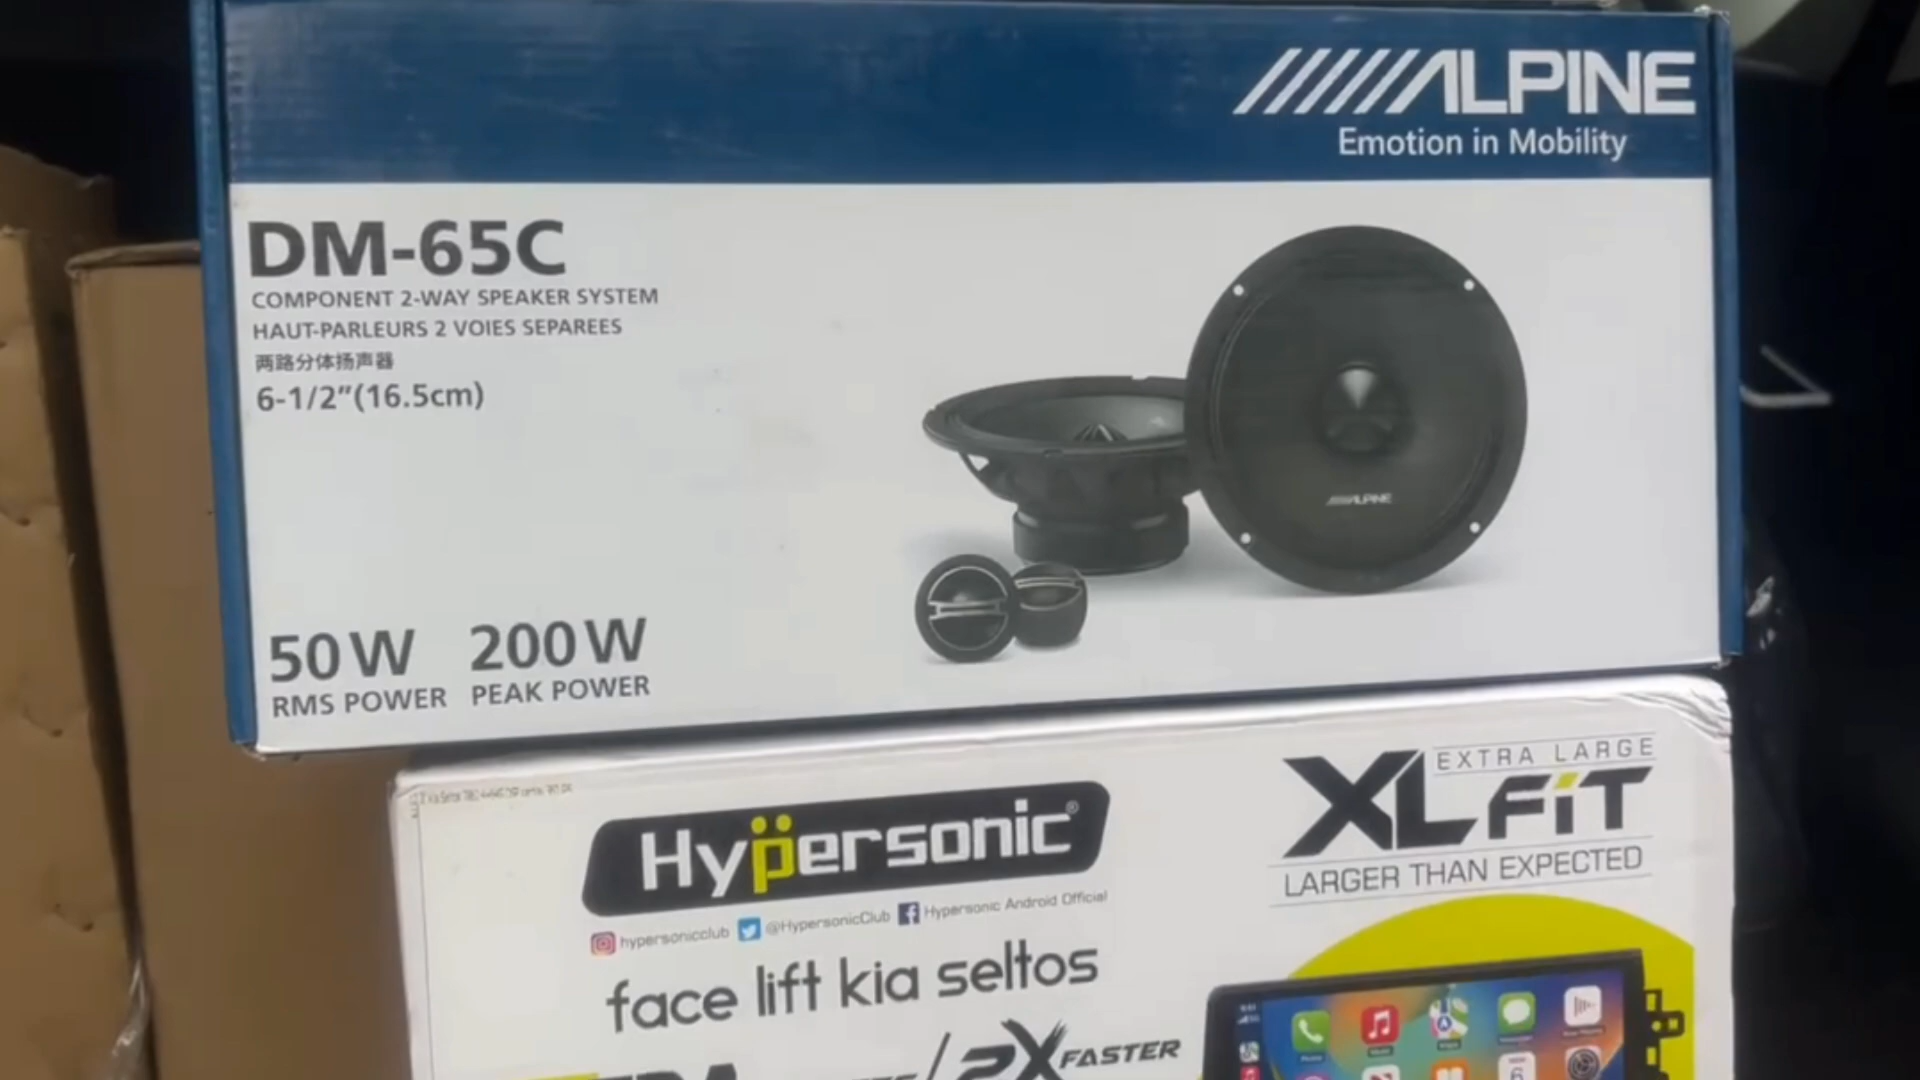 ALPINE
Emotion in Mobility
DM-65C
COMPONENT 2-WAY SPEAKER SYSTEM
HAUT-PARLEURS 2 VOIES SEPAREES
两路分体扬声器
6-1/2"(16.5cm)
ALPINE
50W 200W
RMS POWER PEAK POWER
Hypersonic®
EXTRA LARGE
XL FiT
LARGER THAN EXPECTED
hypersonicclub @HypersonicClub Hypersonic Android Official
face lift kia seltos
2X FASTER